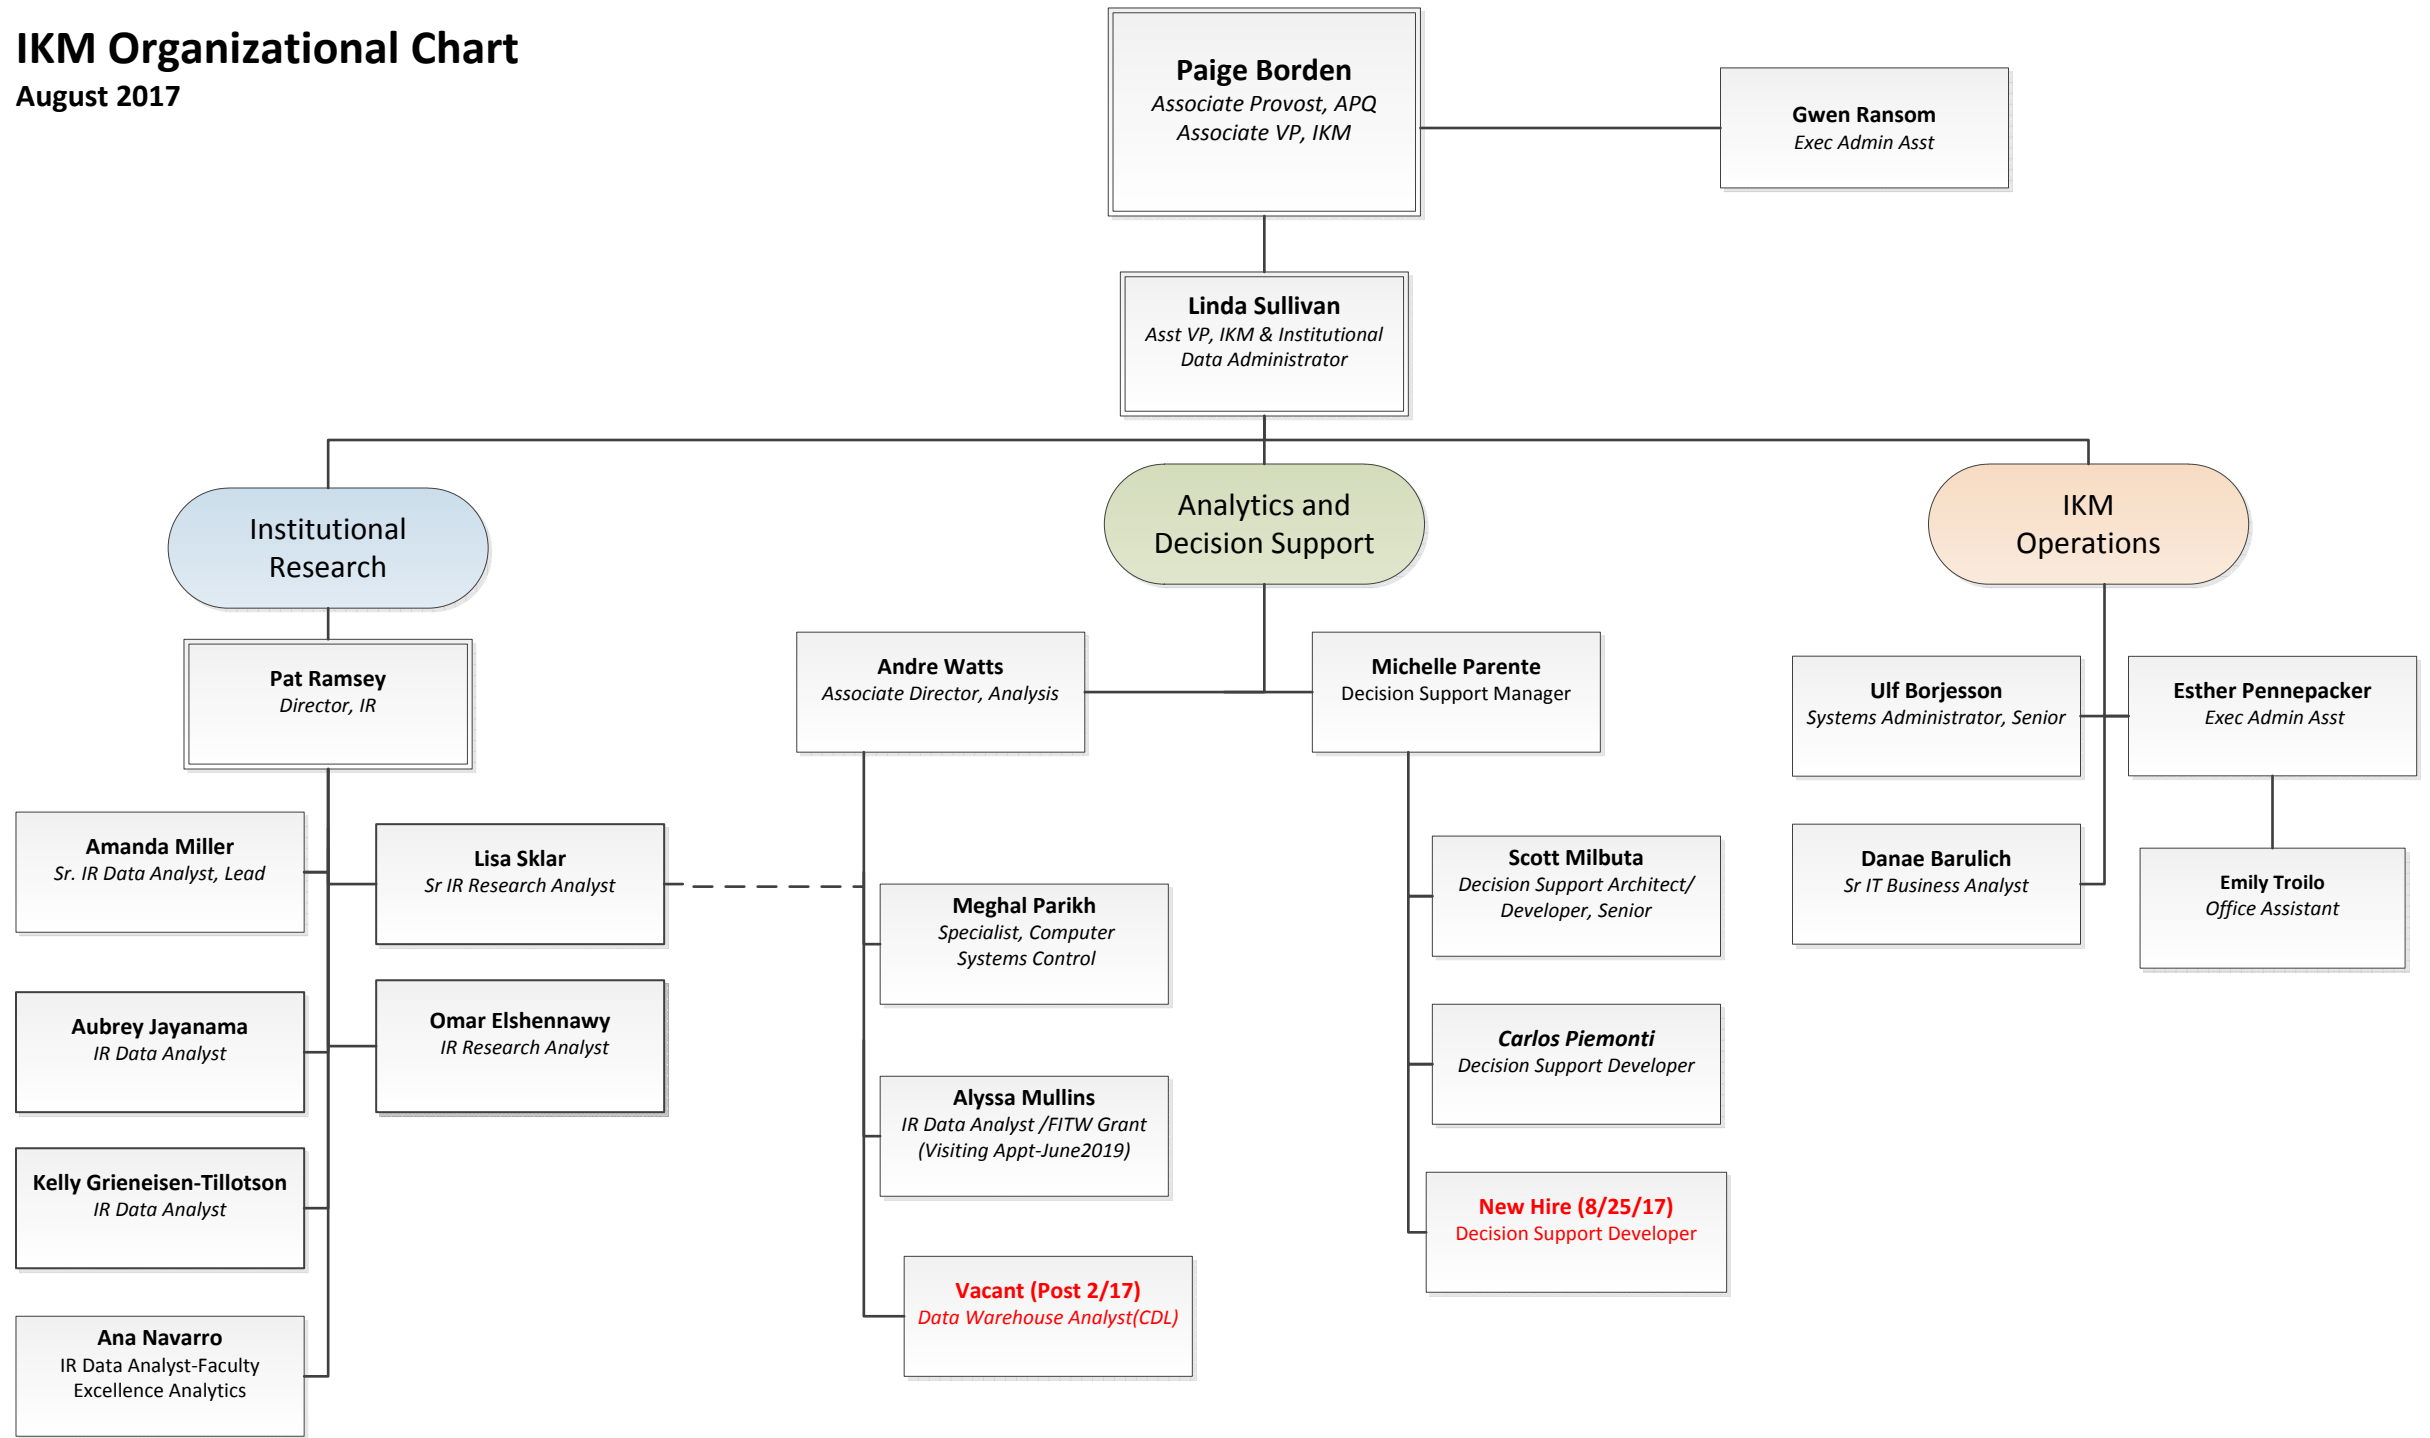 IKM Organizational Chart
August 2017
Paige Borden
Associate Provost, APQ
Associate VP, IKM
Gwen Ransom
Exec Admin Asst
Linda Sullivan
Asst VP, IKM & Institutional
Data Administrator
Institutional
Research
Analytics and
Decision Support
IKM
Operations
Pat Ramsey
Director, IR
Andre Watts
Associate Director, Analysis
Michelle Parente
Decision Support Manager
Ulf Borjesson
Systems Administrator, Senior
Esther Pennepacker
Exec Admin Asst
Amanda Miller
Sr. IR Data Analyst, Lead
Lisa Sklar
Sr IR Research Analyst
Meghal Parikh
Specialist, Computer
Systems Control
Scott Milbuta
Decision Support Architect/
Developer, Senior
Danae Barulich
Sr IT Business Analyst
Emily Troilo
Office Assistant
Aubrey Jayanama
IR Data Analyst
Omar Elshennawy
IR Research Analyst
Alyssa Mullins
IR Data Analyst /FITW Grant
(Visiting Appt-June2019)
Carlos Piemonti
Decision Support Developer
Kelly Grieneisen-Tillotson
IR Data Analyst
New Hire (8/25/17)
Decision Support Developer
Vacant (Post 2/17)
Data Warehouse Analyst(CDL)
Ana Navarro
IR Data Analyst-Faculty
Excellence Analytics